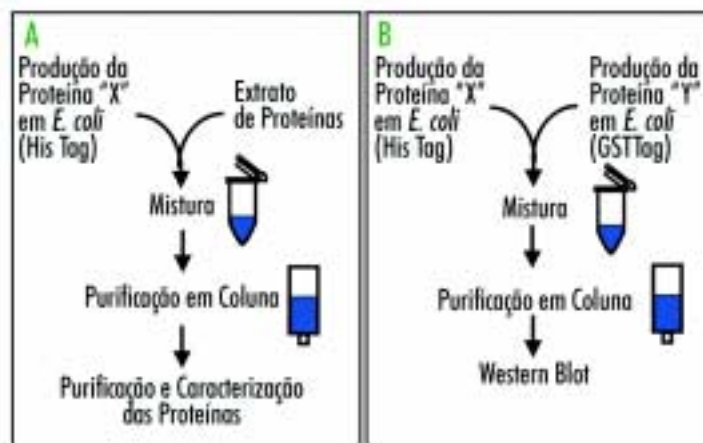 A
Produção da
Proteína "X"
em E. coli
(His Tag)
Extrato
de Proteínas
Mistura
Purificação em Coluna
Purificação e Caracterização
das Proteínas
B
Produção da
Proteína "X"
em E. coli
(His Tag)
Produção da
Proteína "Y"
em E. coli
(GSTTag)
Mistura
Purificação em Coluna
Western Blot